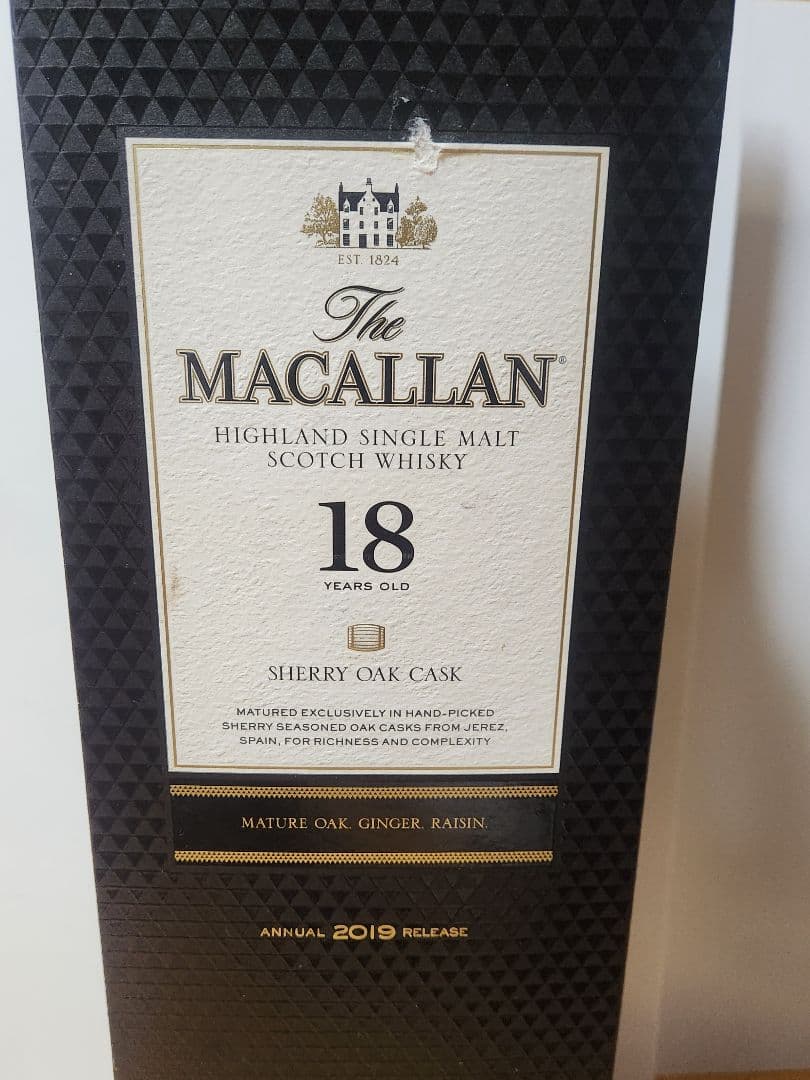 EST. 1824
The
MACALLAN®
HIGHLAND SINGLE MALT
SCOTCH WHISKY
18
YEARS OLD
SHERRY OAK CASK
MATURED EXCLUSIVELY IN HAND-PICKED
SHERRY SEASONED OAK CASKS FROM JEREZ,
SPAIN, FOR RICHNESS AND COMPLEXITY
MATURE OAK. GINGER. RAISIN.
ANNUAL 2019 RELEASE